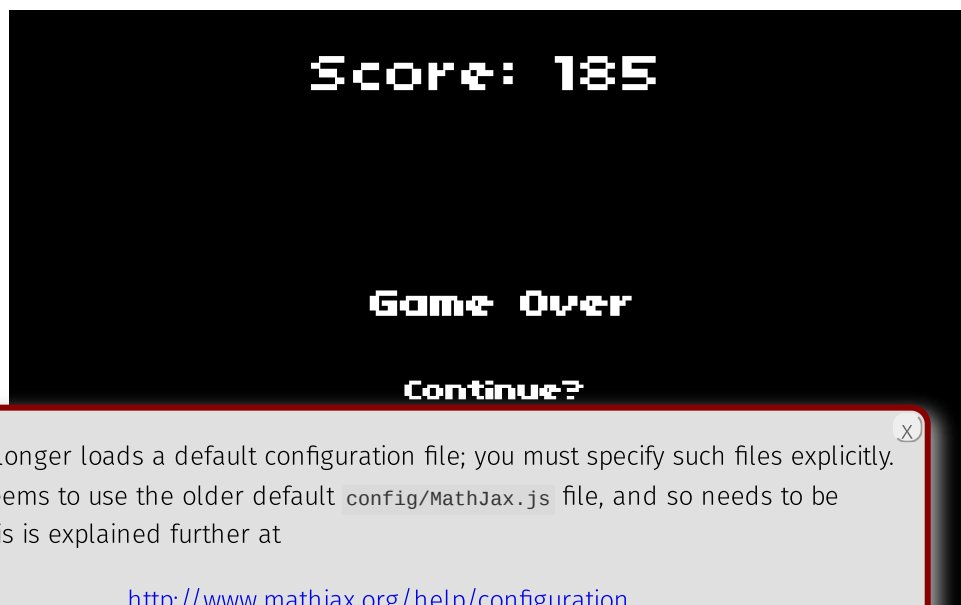 Score: 185
Game Over
Continue?
X
longer loads a default configuration file; you must specify such files explicitly.
to use the older default config/MathJax.js file, and so needs to be
is explained further at
http://www.mathjax.org/help/configuration